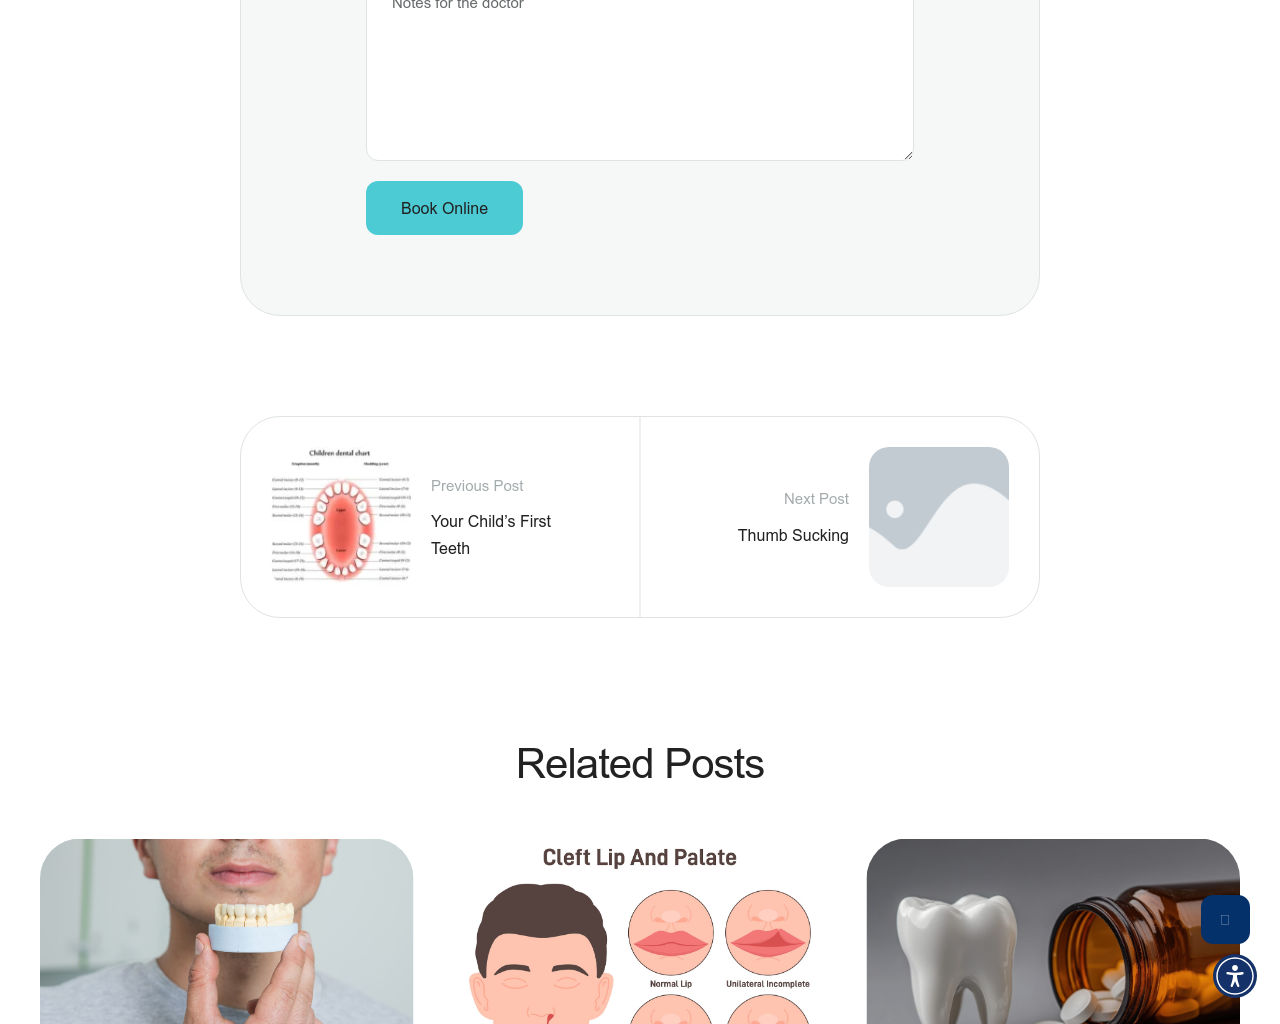 Notes for the doctor
Book Online
Children dental chart
Previous Post
Your Child’s First
Teeth
Next Post
Thumb Sucking
Related Posts
Cleft Lip And Palate
Normal Lip
Unilateral Incomplete